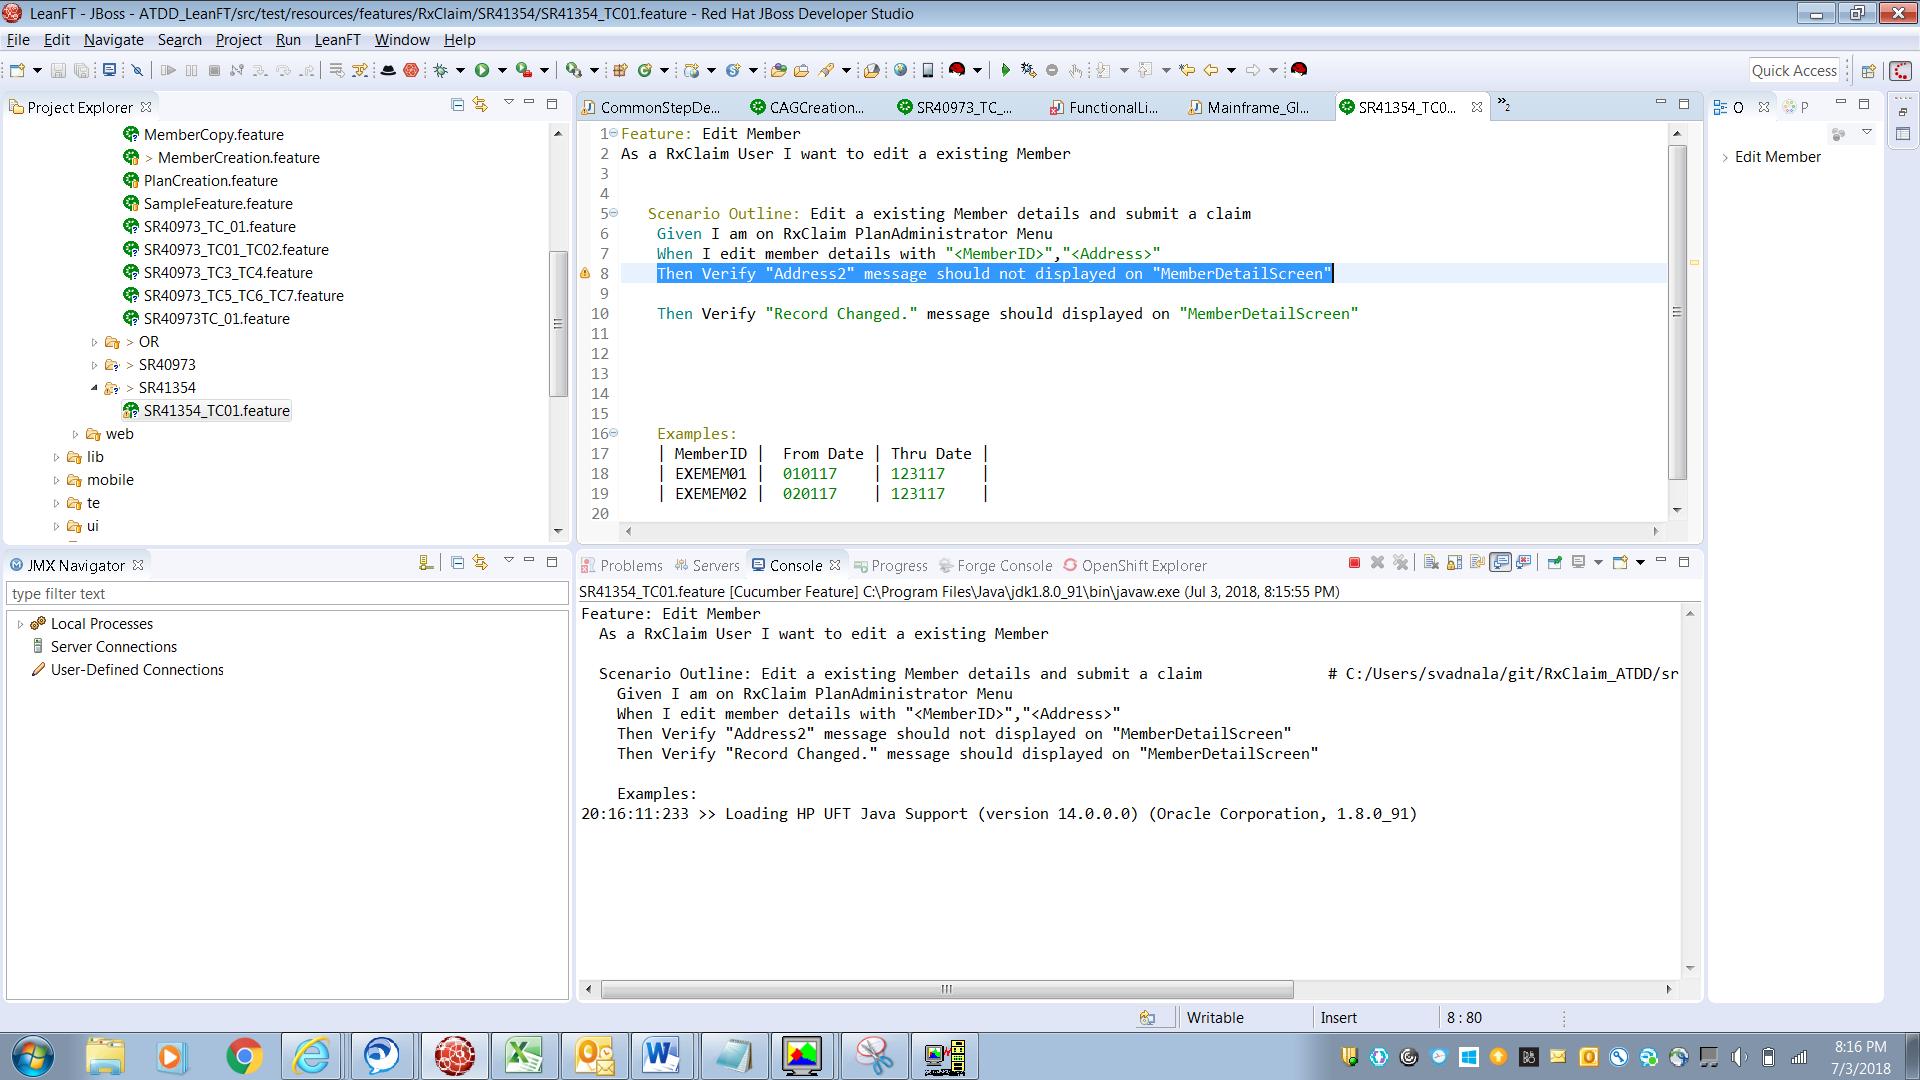 LeanFT - JBoss - ATDD_LeanFT/src/test/resources/features/RxClaim/SR41354/SR41354_TC01.feature - Red Hat JBoss Developer Studio
File Edit Navigate Search Project Run LeanFT Window Help
Quick Access
Project Explorer
MemberCopy.feature
> MemberCreation.feature
PlanCreation.feature
SampleFeature.feature
SR40973_TC_01.feature
SR40973_TC01_TC02.feature
SR40973_TC3_TC4.feature
SR40973_TC5_TC6_TC7.feature
SR40973TC_01.feature
> OR
> SR40973
> SR41354
SR41354_TC01.feature
web
lib
mobile
te
ui
CommonStepDe... CAGCreation... SR40973_TC_... FunctionalLi... Mainframe_Gl... SR41354_TC0... »2
1 Feature: Edit Member
2 As a RxClaim User I want to edit a existing Member
3
4
5 Scenario Outline: Edit a existing Member details and submit a claim
6 Given I am on RxClaim PlanAdministrator Menu
7 When I edit member details with "<MemberID>","<Address>"
8 Then Verify "Address2" message should not displayed on "MemberDetailScreen"
9
10 Then Verify "Record Changed." message should displayed on "MemberDetailScreen"
11
12
13
14
15
16 Examples:
17 | MemberID | From Date | Thru Date |
18 | EXEMEM01 | 010117 | 123117 |
19 | EXEMEM02 | 020117 | 123117 |
20
O P
Edit Member
JMX Navigator
type filter text
Local Processes
Server Connections
User-Defined Connections
Problems Servers Console Progress Forge Console OpenShift Explorer
SR41354_TC01.feature [Cucumber Feature] C:\Program Files\Java\jdk1.8.0_91\bin\javaw.exe (Jul 3, 2018, 8:15:55 PM)
Feature: Edit Member
As a RxClaim User I want to edit a existing Member
Scenario Outline: Edit a existing Member details and submit a claim # C:/Users/svadnala/git/RxClaim_ATDD/sr
Given I am on RxClaim PlanAdministrator Menu
When I edit member details with "<MemberID>","<Address>"
Then Verify "Address2" message should not displayed on "MemberDetailScreen"
Then Verify "Record Changed." message should displayed on "MemberDetailScreen"
Examples:
20:16:11:233 >> Loading HP UFT Java Support (version 14.0.0.0) (Oracle Corporation, 1.8.0_91)
Writable Insert 8 : 80
8:16 PM
7/3/2018